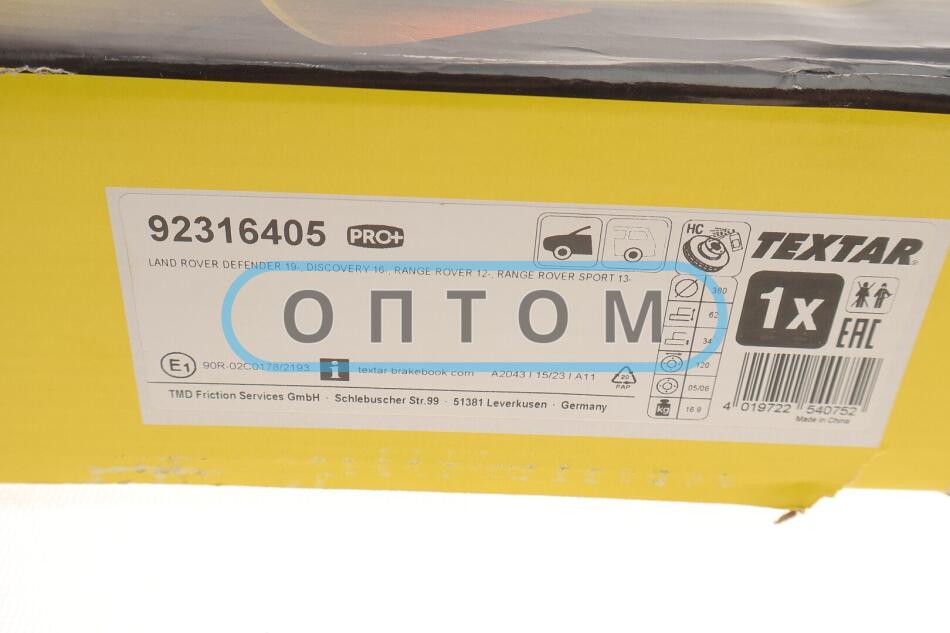 92316405 PRO+
LAND ROVER DEFENDER 19-, DISCOVERY 16-, RANGE ROVER 12-, RANGE ROVER SPORT 13-
ОПТОМ
E1 90R-02C0178/2193 i textar brakebook.com A2043 I 15/23 I A11
20
PAP
TMD Friction Services GmbH · Schlebuscher Str.99 · 51381 Leverkusen · Germany
HC
380
62
34
120
05/06
kg 16.9
TEXTAR®
1x
EAC
4 019722 540752
Made in China